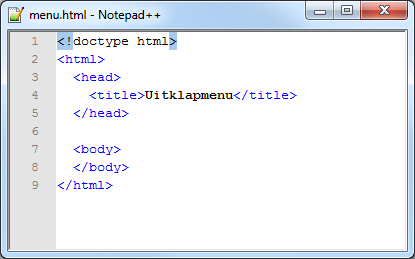 menu.html - Notepad++
1 <!doctype html>
2 <html>
3 <head>
4 <title>Uitklapmenu</title>
5 </head>
6
7 <body>
8 </body>
9 </html>